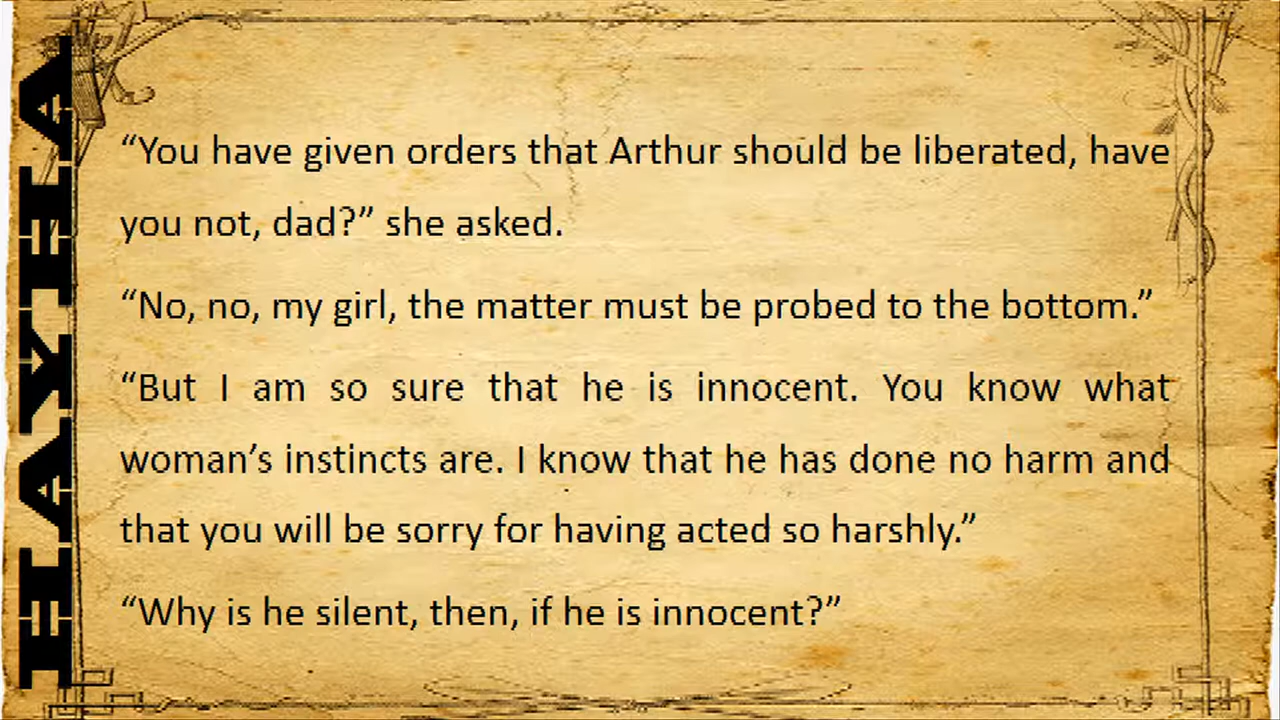 “You have given orders that Arthur should be liberated, have
you not, dad?” she asked.
“No, no, my girl, the matter must be probed to the bottom.”
“But I am so sure that he is innocent. You know what
woman’s instincts are. I know that he has done no harm and
that you will be sorry for having acted so harshly.”
“Why is he silent, then, if he is innocent?”